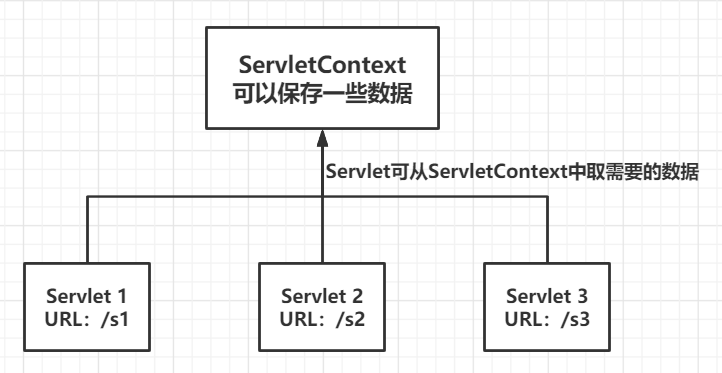 ServletContext
可以保存一些数据
Servlet可从ServletContext中取需要的数据
Servlet 1
URL：/s1
Servlet 2
URL：/s2
Servlet 3
URL：/s3